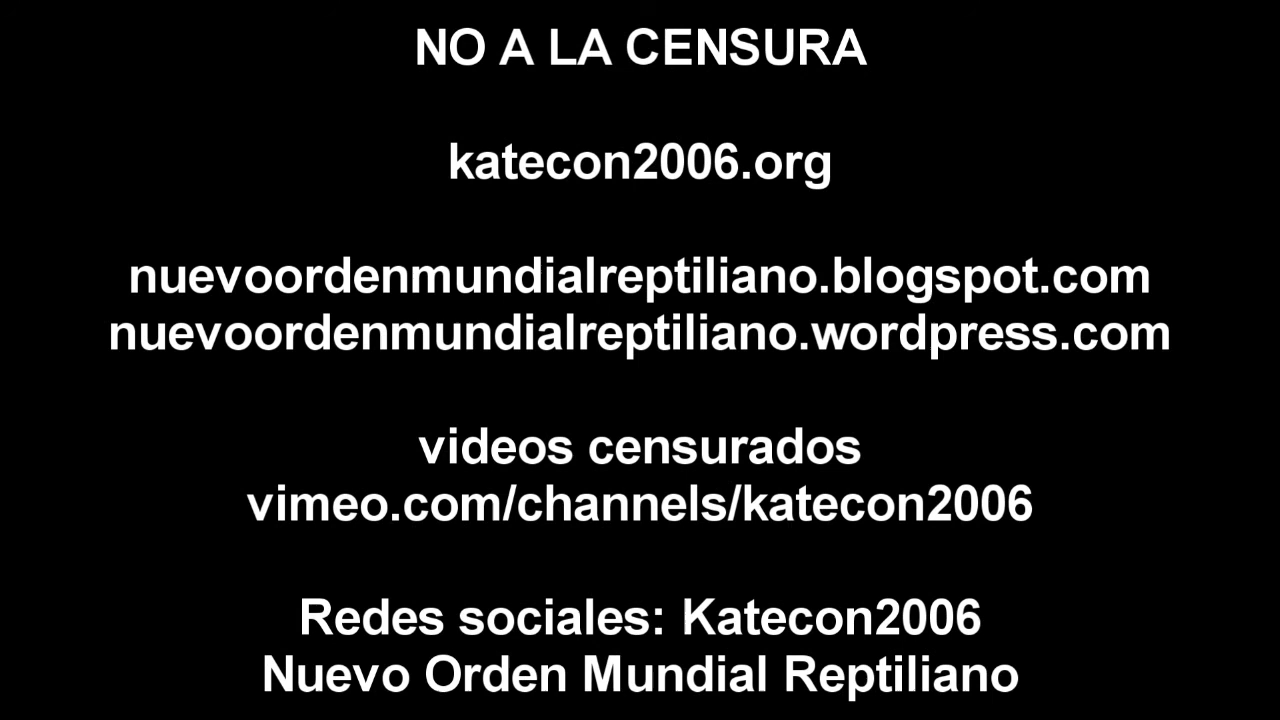 NO A LA CENSURA
katecon2006.org
nuevoordenmundialreptiliano.blogspot.com
nuevoordenmundialreptiliano.wordpress.com
videos censurados
vimeo.com/channels/katecon2006
Redes sociales: Katecon2006
Nuevo Orden Mundial Reptiliano